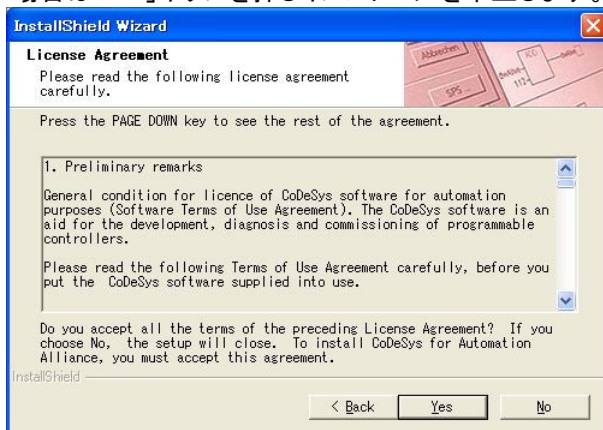 InstallShield Wizard
License Agreement
Please read the following license agreement
carefully.
Abbrechen
SPS
112
Press the PAGE DOWN key to see the rest of the agreement.
1. Preliminary remarks
General condition for licence of CoDeSys software for automation
purposes (Software Terms of Use Agreement). The CoDeSys software is an
aid for the development, diagnosis and commissioning of programmable
controllers.
Please read the following Terms of Use Agreement carefully, before you
put the  CoDeSys software supplied into use.
Do you accept all the terms of the preceding License Agreement?  If you
choose No,  the setup will close.  To install CoDeSys for Automation
Alliance, you must accept this agreement.
InstallShield
< Back
Yes
No